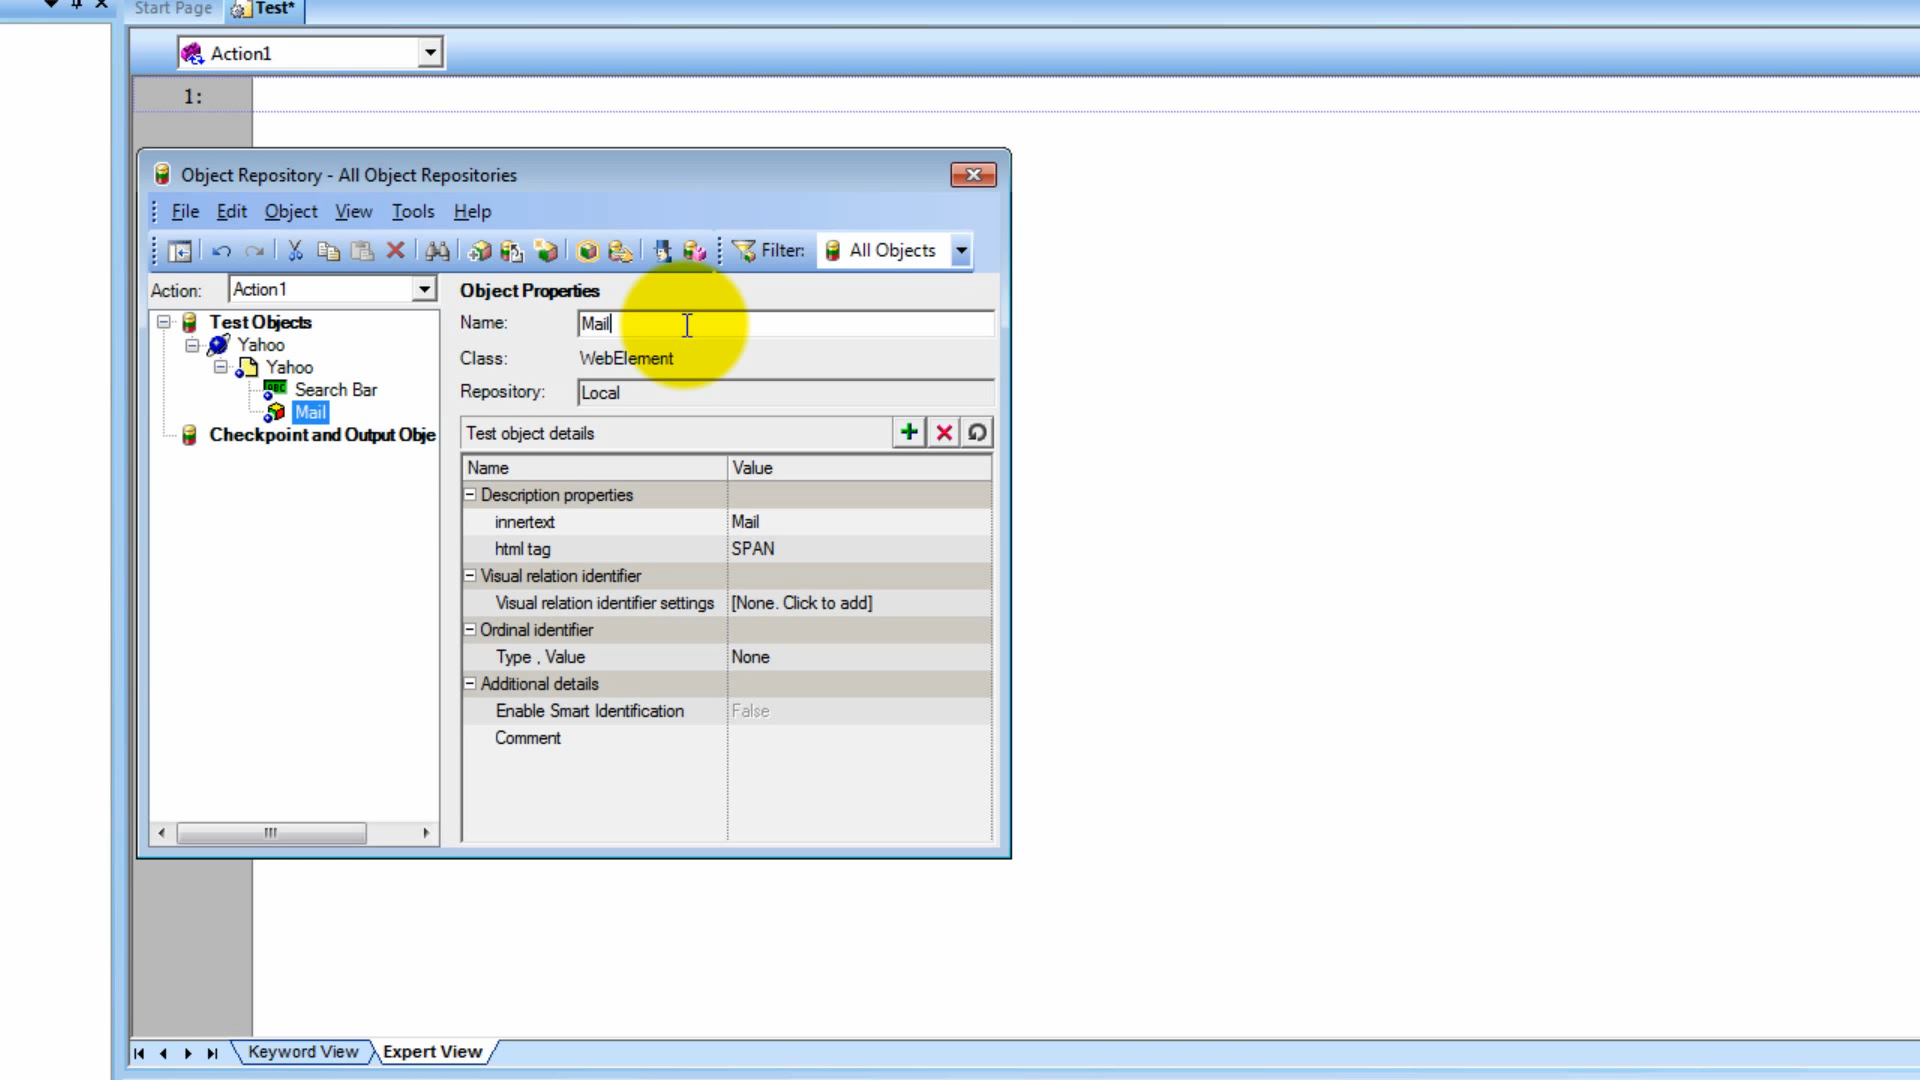 Start Page
Test*
Action1
1:
Object Repository - All Object Repositories
File Edit Object View Tools Help
Filter: All Objects
Action: Action1
Test Objects
Yahoo
Yahoo
ABC Search Bar
Mail
Checkpoint and Output Obje
Object Properties
Name: Mail
Class: WebElement
Repository: Local
Test object details
Name Value
Description properties
innertext Mail
html tag SPAN
Visual relation identifier
Visual relation identifier settings [None. Click to add]
Ordinal identifier
Type , Value None
Additional details
Enable Smart Identification False
Comment
Keyword View Expert View